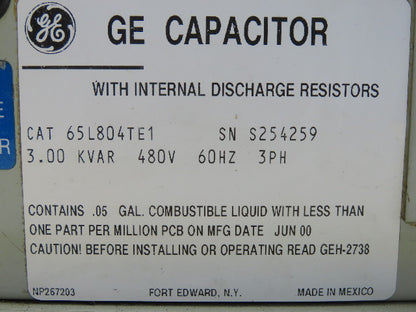 GE
GE CAPACITOR
WITH INTERNAL DISCHARGE RESISTORS
CAT 65L804TE1 SN S254259
3.00 KVAR 480V 60HZ 3PH
E
R
CONTAINS .05 GAL. COMBUSTIBLE LIQUID WITH LESS THAN
ONE PART PER MILLION PCB ON MFG DATE JUN 00
CAUTION! BEFORE INSTALLING OR OPERATING READ GEH-2738
NP267203 FORT EDWARD, N.Y. MADE IN MEXICO